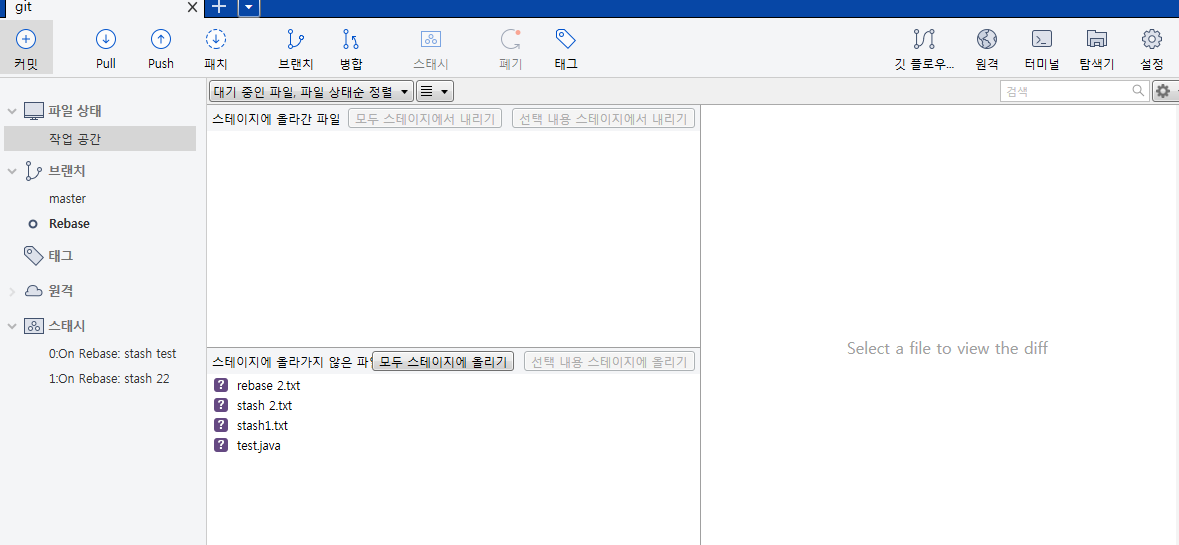 git
커밋 Pull Push 패치 브랜치 병합 스태시 폐기 태그 깃 플로우... 원격 터미널 탐색기 설정
파일 상태
작업 공간
브랜치
master
Rebase
태그
원격
스태시
0:On Rebase: stash test
1:On Rebase: stash 22
대기 중인 파일, 파일 상태순 정렬
검색
스테이지에 올라간 파일 모두 스테이지에서 내리기 선택 내용 스테이지에서 내리기
스테이지에 올라가지 않은 파일 모두 스테이지에 올리기 선택 내용 스테이지에 올리기
rebase 2.txt
stash 2.txt
stash1.txt
test.java
Select a file to view the diff